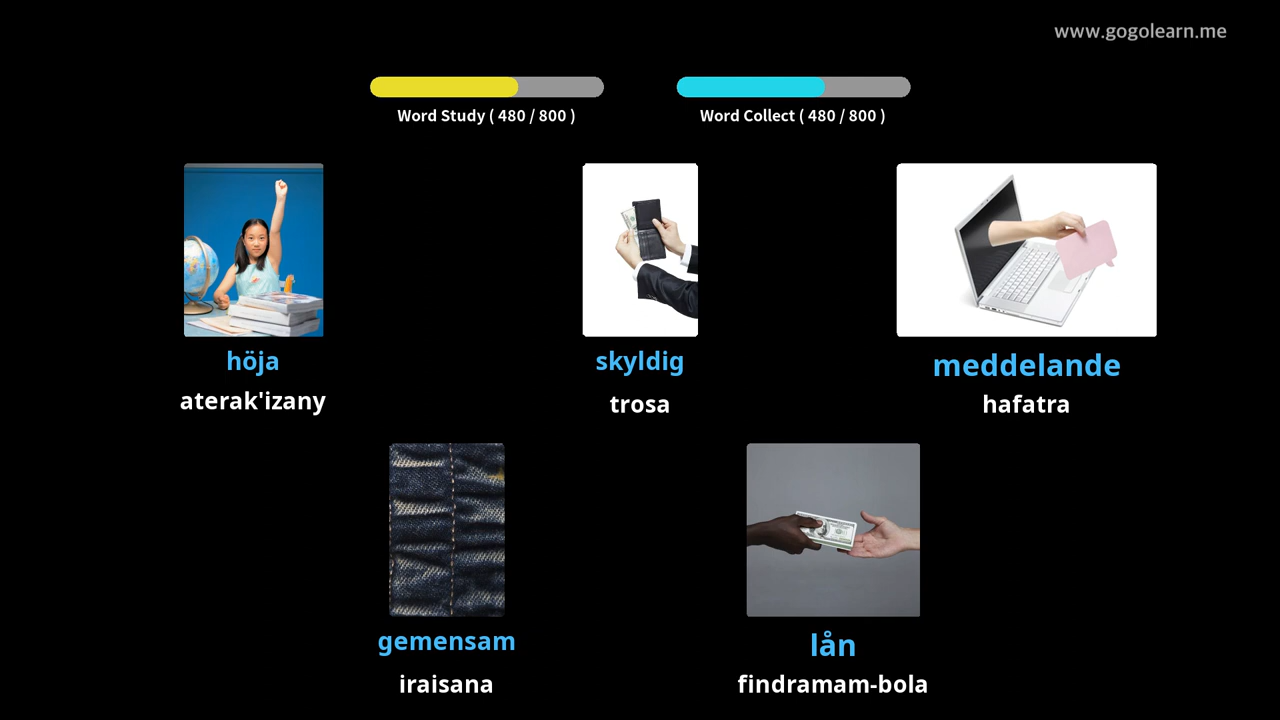 www.gogolearn.me
Word Study ( 480 / 800 )
Word Collect ( 480 / 800 )
höja
skyldig
meddelande
aterak'izany
trosa
hafatra
gemensam
lån
iraisana
findramam-bola